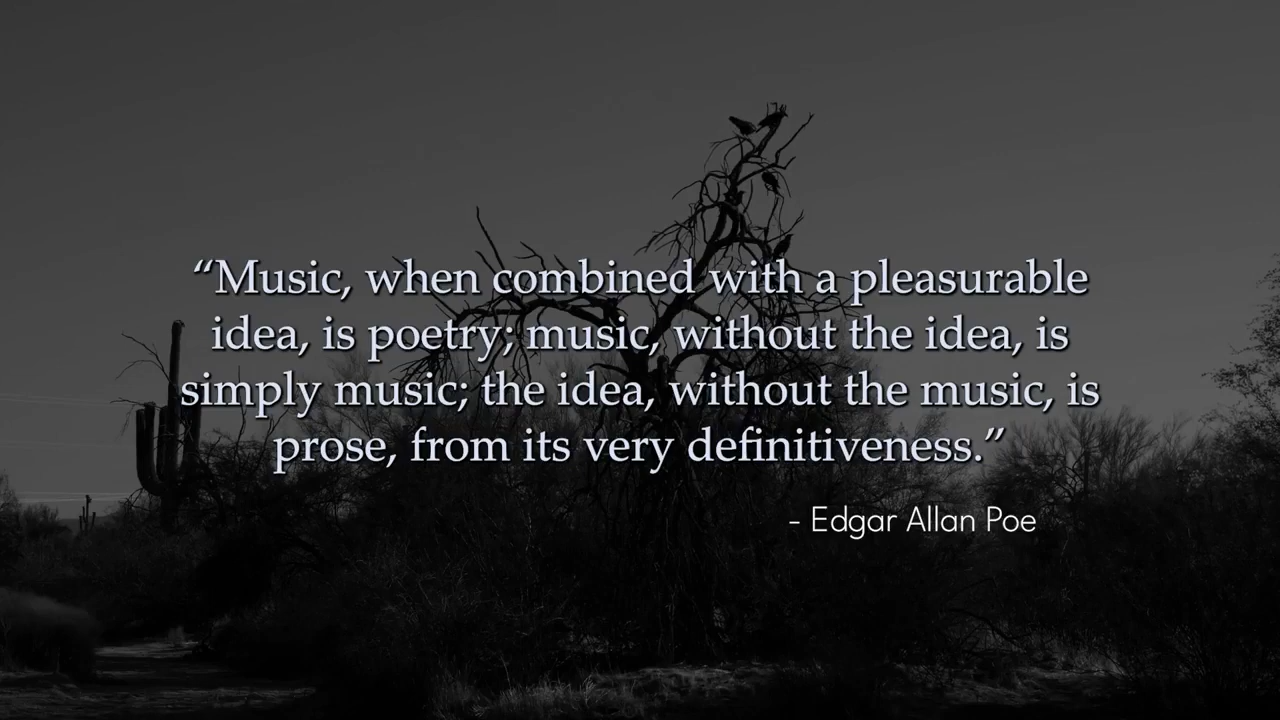 “Music, when combined with a pleasurable
idea, is poetry; music, without the idea, is
simply music; the idea, without the music, is
prose, from its very definitiveness.”
- Edgar Allan Poe